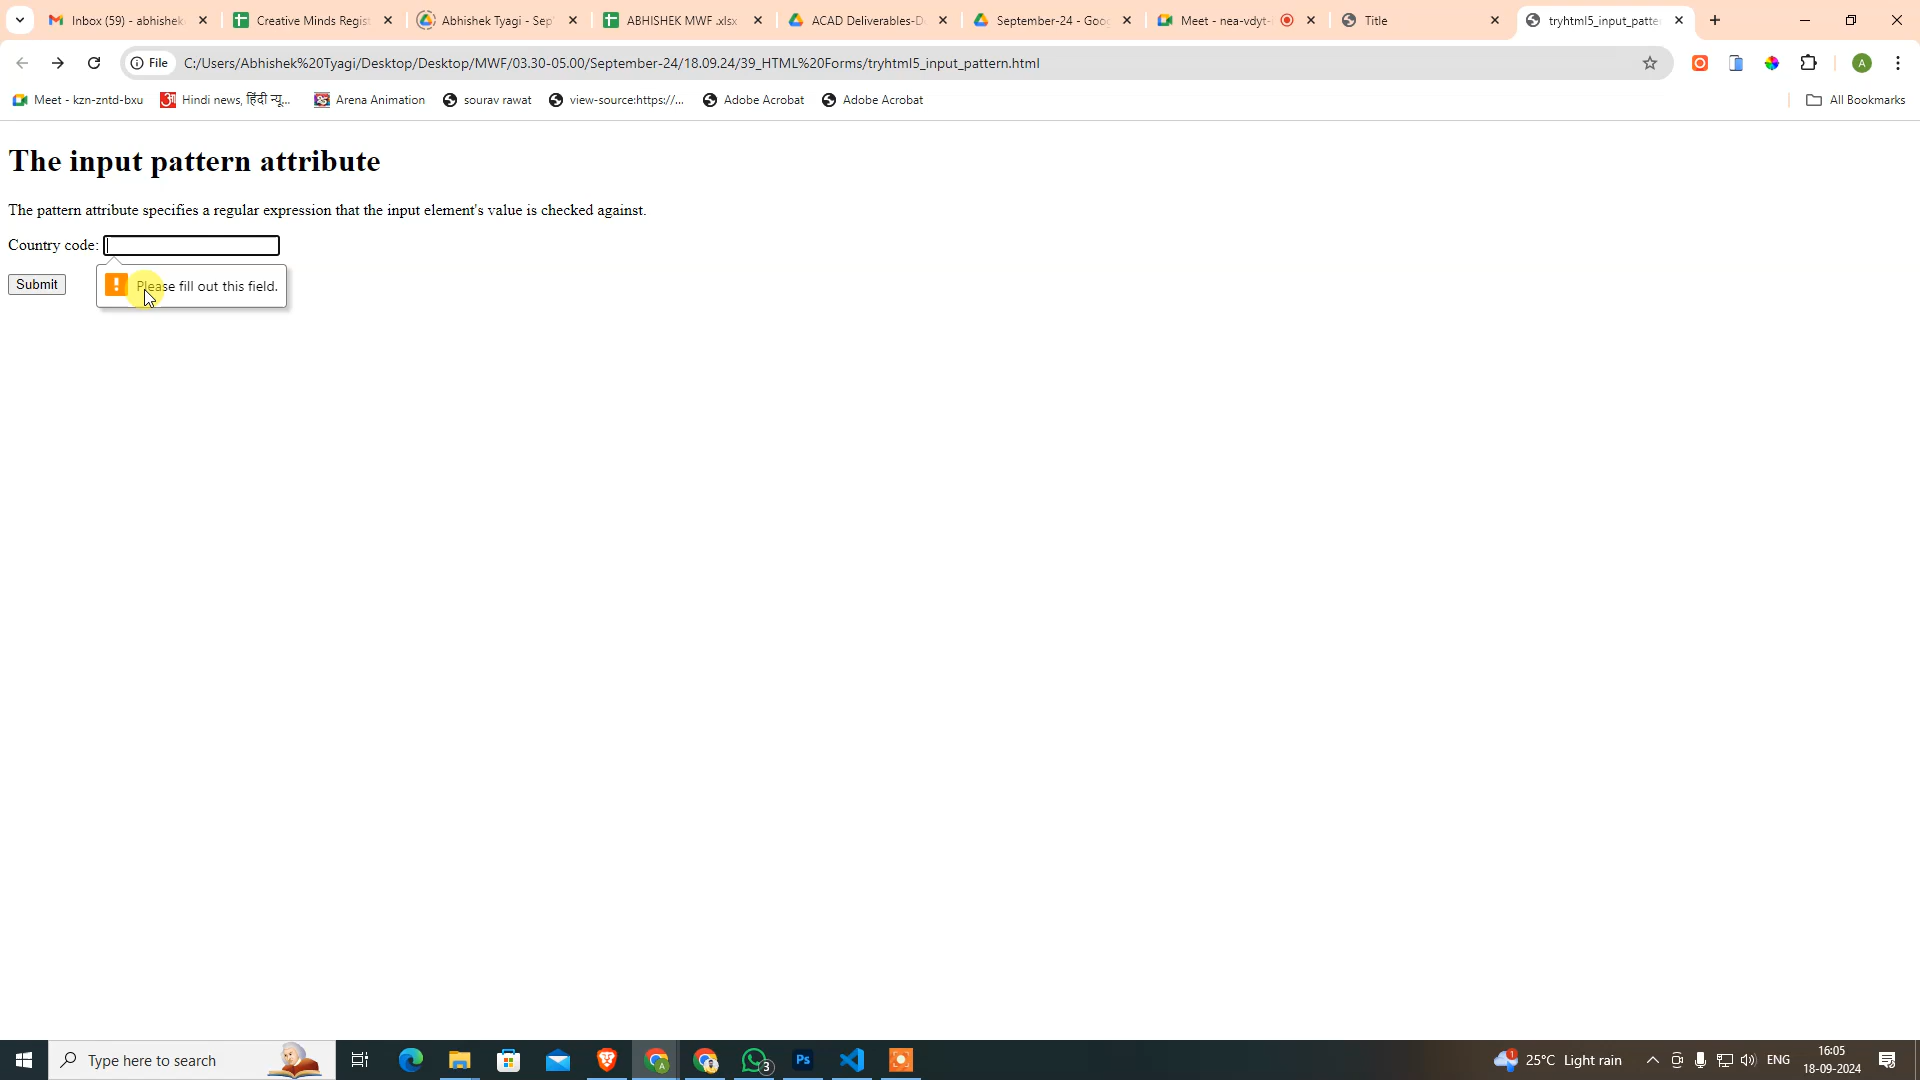 Inbox (59) - abhishek
Creative Minds Regist
Abhishek Tyagi - Sep'
ABHISHEK MWF .xlsx
ACAD Deliverables-D
September-24 - Goo
Meet - nea-vdyt-
Title
tryhtml5_input_patte
File
C:/Users/Abhishek%20Tyagi/Desktop/Desktop/MWF/03.30-05.00/September-24/18.09.24/39_HTML%20Forms/tryhtml5_input_pattern.html
A
Meet - kzn-zntd-bxu
Hindi news, हिंदी न्यू...
Arena Animation
sourav rawat
view-source:https://...
Adobe Acrobat
Adobe Acrobat
All Bookmarks
The input pattern attribute
The pattern attribute specifies a regular expression that the input element's value is checked against.
Country code:
Submit
! Please fill out this field.
Type here to search
A
3
Ps
1
25°C Light rain
ENG
16:05
18-09-2024